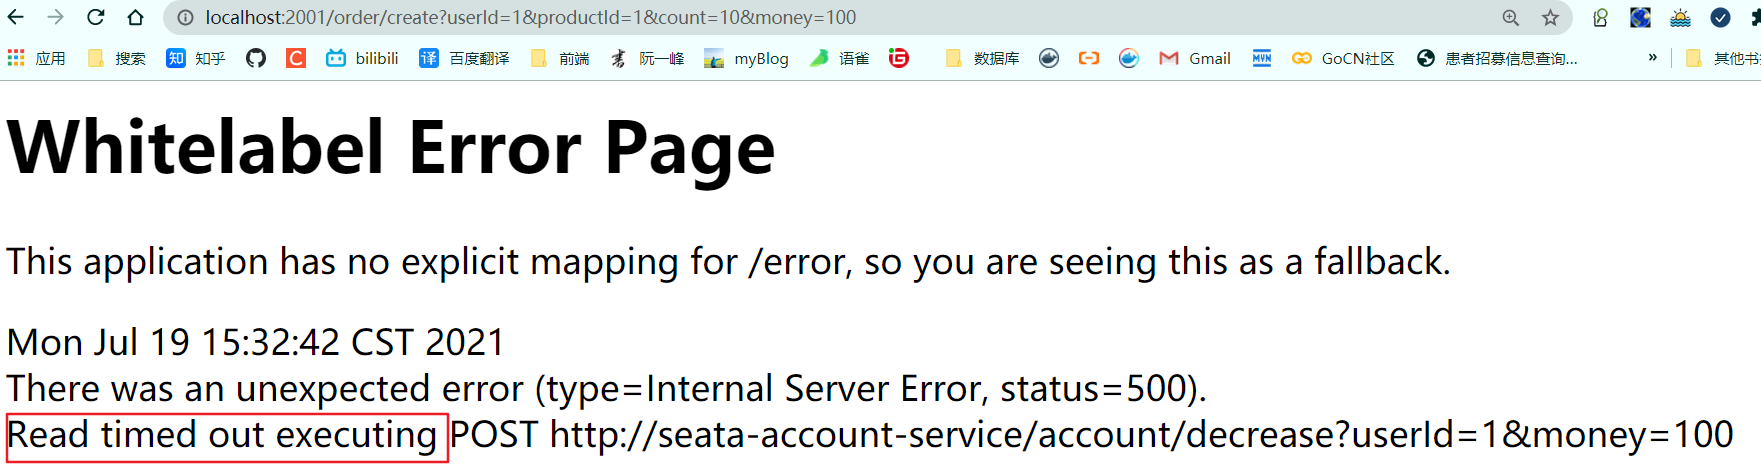 localhost:2001/order/create?userId=1&productId=1&count=10&money=100
应用 搜索 知 知乎 C bilibili 译 百度翻译 前端 阮一峰 myBlog 语雀 G 数据库 Gmail MVN GoCN社区 患者招募信息查询... » 其他书
Whitelabel Error Page
This application has no explicit mapping for /error, so you are seeing this as a fallback.
Mon Jul 19 15:32:42 CST 2021
There was an unexpected error (type=Internal Server Error, status=500).
Read timed out executing POST http://seata-account-service/account/decrease?userId=1&money=100